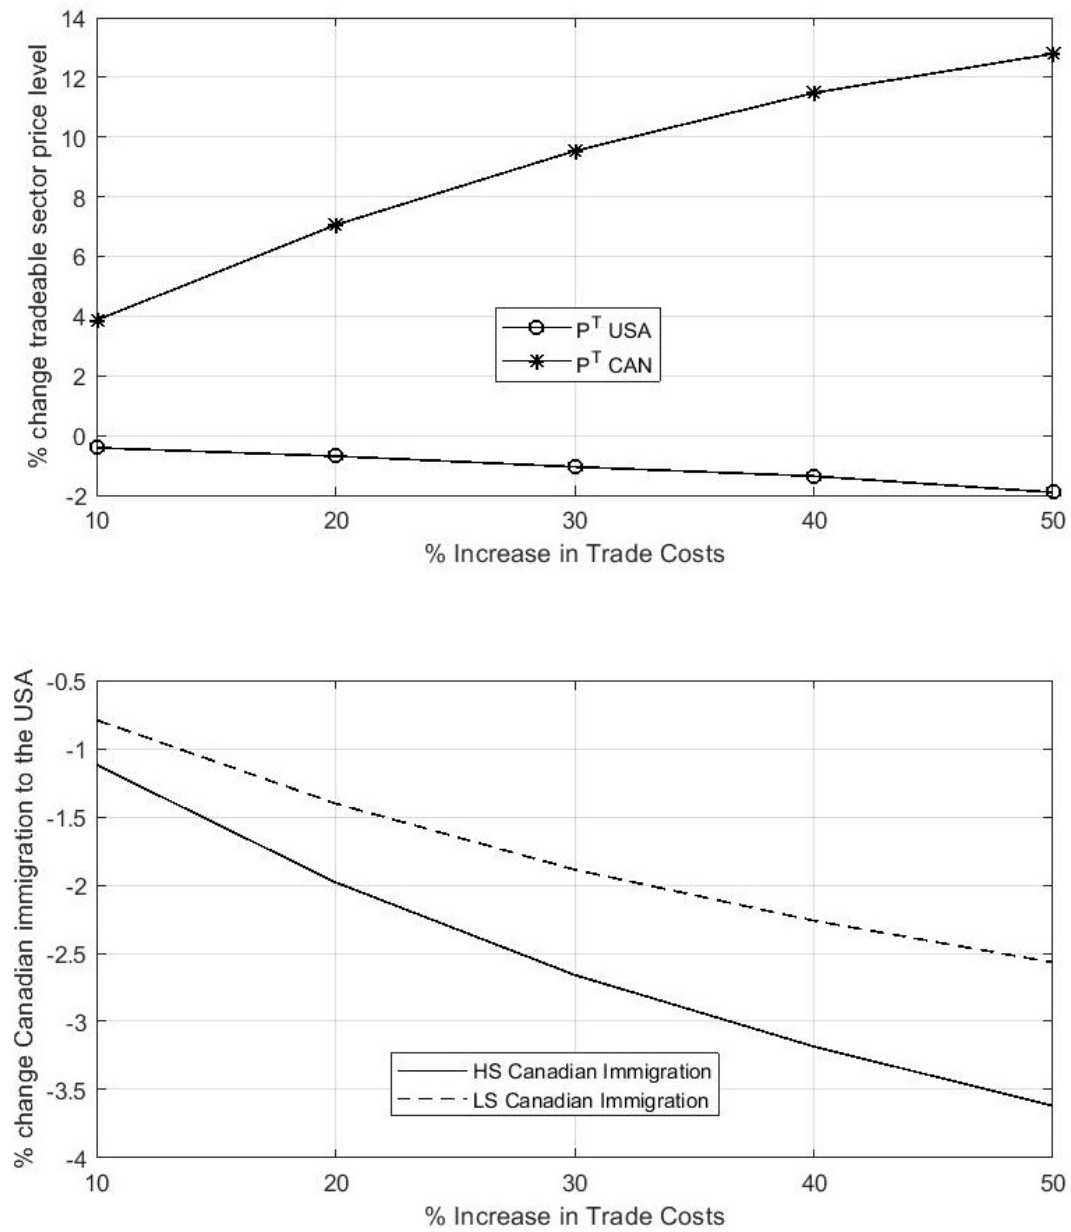 % change tradeable sector price level
14
12
10
8
6
4
2
0
-2
P^T USA
P^T CAN
10 20 30 40 50
% Increase in Trade Costs
% change Canadian immigration to the USA
-0.5
-1
-1.5
-2
-2.5
-3
-3.5
-4
HS Canadian Immigration
LS Canadian Immigration
10 20 30 40 50
% Increase in Trade Costs